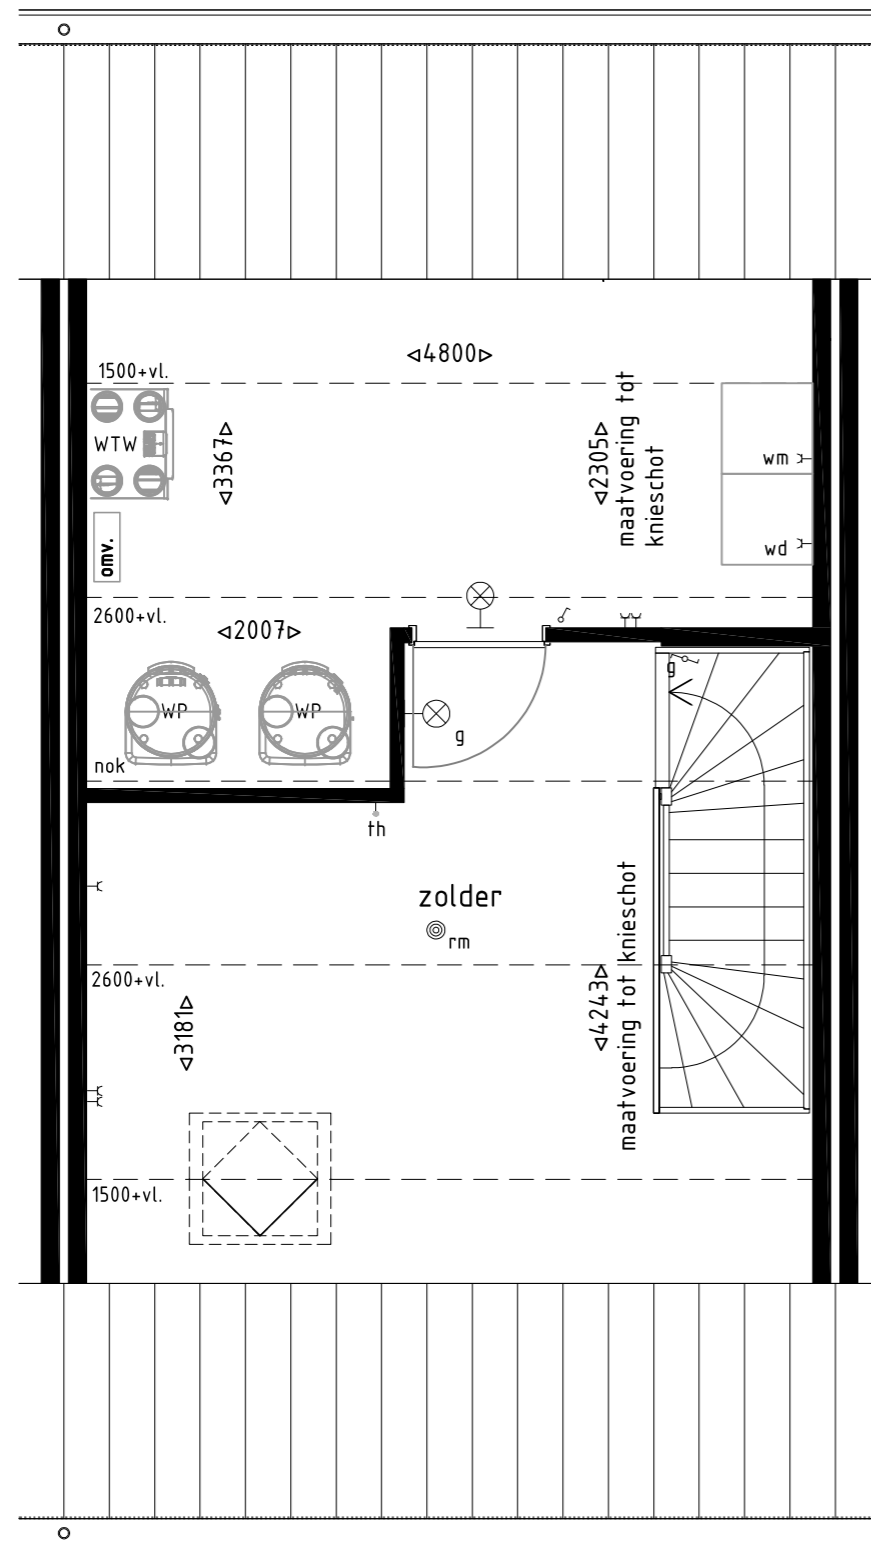 ◁4800▷
1500+vl.
WTW
◁3367▷
◁2305▷
maatvoering tot
knieschot
wm
wd
omv.
2600+vl.
◁2007▷
WP
WP
g
g
nok
th
zolder
rm
2600+vl.
◁3181▷
◁4243▷
maatvoering tot knieschot
1500+vl.